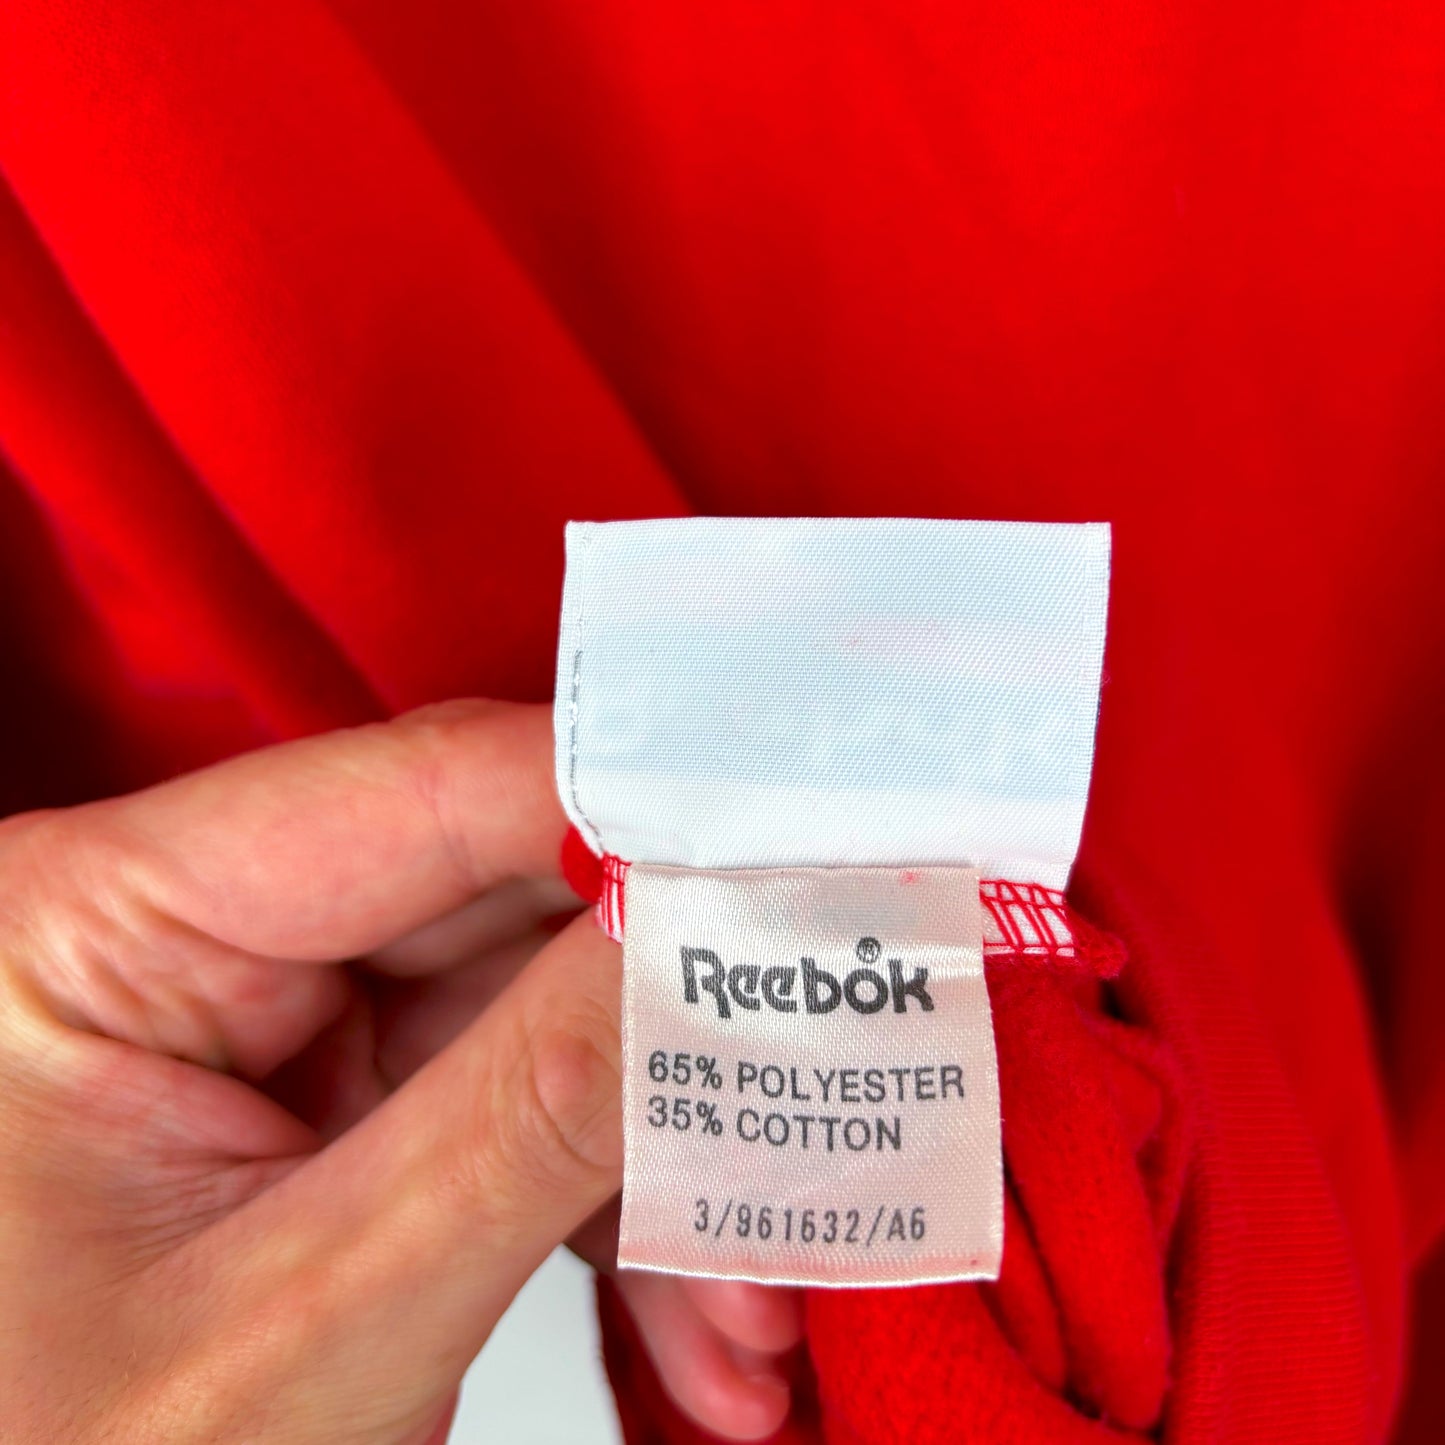 Reebok®
65% POLYESTER
35% COTTON
3/961632/A6